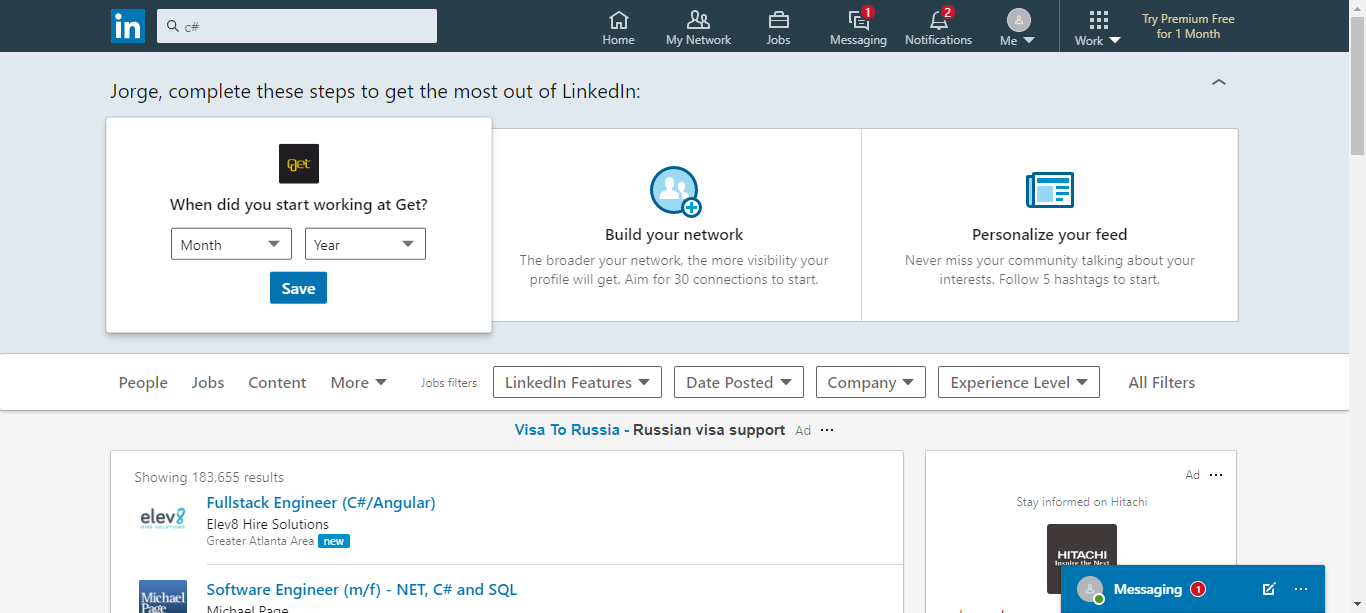 in
c#
Home
My Network
Jobs
1
Messaging
2
Notifications
Me
Work
Try Premium Free
for 1 Month
Jorge, complete these steps to get the most out of LinkedIn:
Get
When did you start working at Get?
Month
Year
Save
Build your network
The broader your network, the more visibility your
profile will get. Aim for 30 connections to start.
Personalize your feed
Never miss your community talking about your
interests. Follow 5 hashtags to start.
People
Jobs
Content
More
Jobs filters
LinkedIn Features
Date Posted
Company
Experience Level
All Filters
Visa To Russia - Russian visa support Ad ...
Showing 183,655 results
elev8
HIRE SOLUTIONS
Fullstack Engineer (C#/Angular)
Elev8 Hire Solutions
Greater Atlanta Area new
Michael
Page
Software Engineer (m/f) - NET, C# and SQL
Michael Page
Ad ...
Stay informed on Hitachi
HITACHI
Inspire the Next
Messaging 1 ...